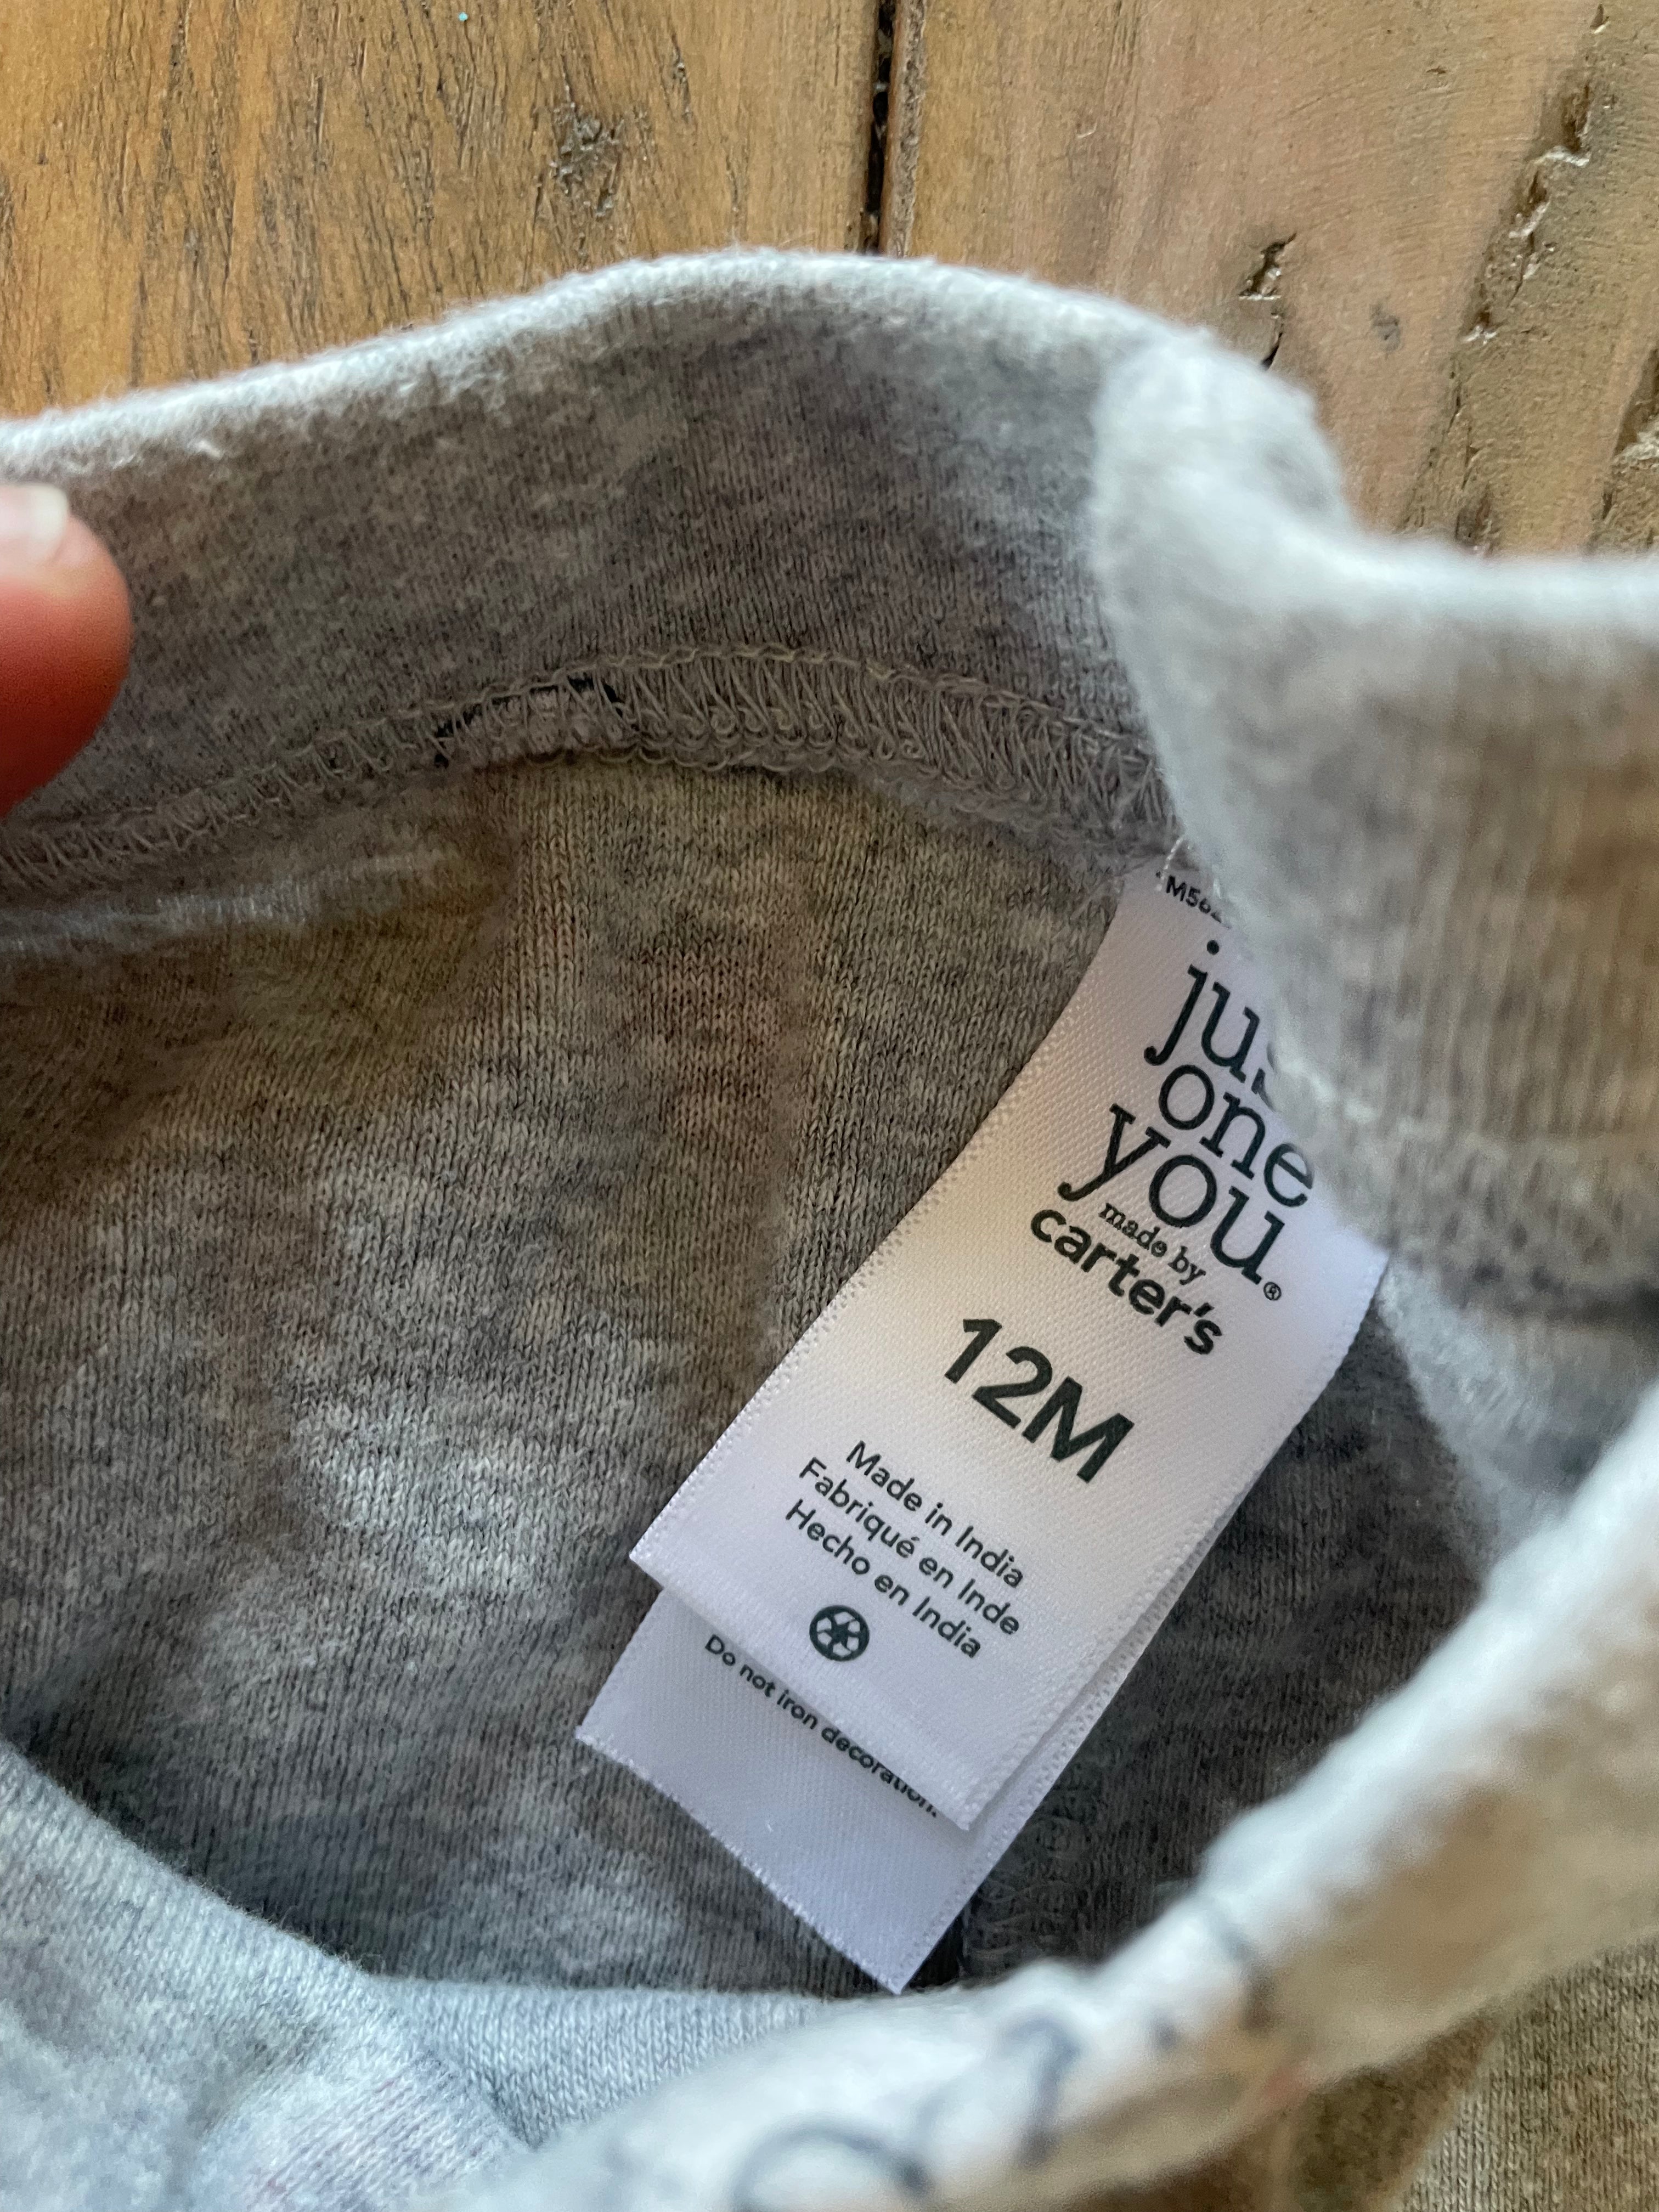 one
you®
made by
carter's
12M
Made in India
Fabriqué en Inde
Hecho en India
Do not iron decoration.